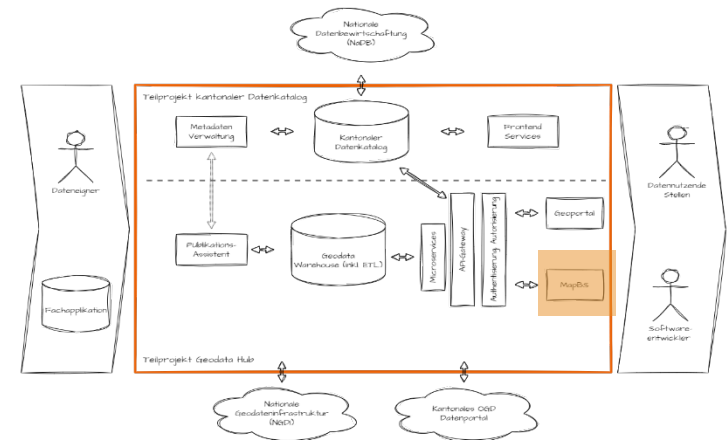 Nationale
Datenbewirtschaftung
(NaDB)
Teilprojekt Kantonaler Datenkatalog
Metadaten
Verwaltung
Kantonaler
Datenkatalog
Frontend
Services
Dateneigner
Datennutzende
Stellen
Publikations-
Assistent
Geodata
Warehouse (inkl. ETL)
Microservices
API-Gateway
Authentisierung, Autorisierung
Geoportal
MapBS
Fachapplikation
Software-
entwickler
Teilprojekt Geodata Hub
Nationale
Geodateninfrastruktur
(NGDI)
Kantonales OGD
Datenportal